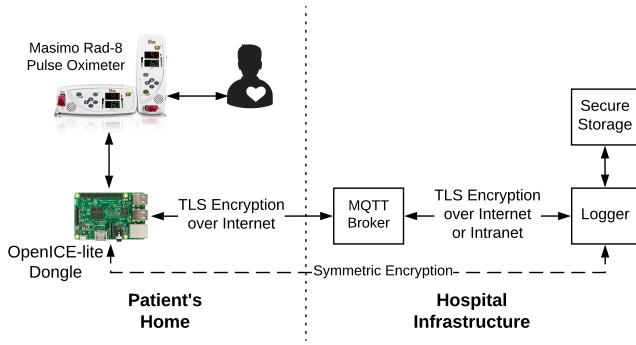 Masimo Rad-8
Pulse Oximeter
Secure
Storage
TLS Encryption
over Internet
MQTT
Broker
TLS Encryption
over Internet
or Intranet
Logger
OpenICE-lite
Dongle
Symmetric Encryption
Patient's
Home
Hospital
Infrastructure